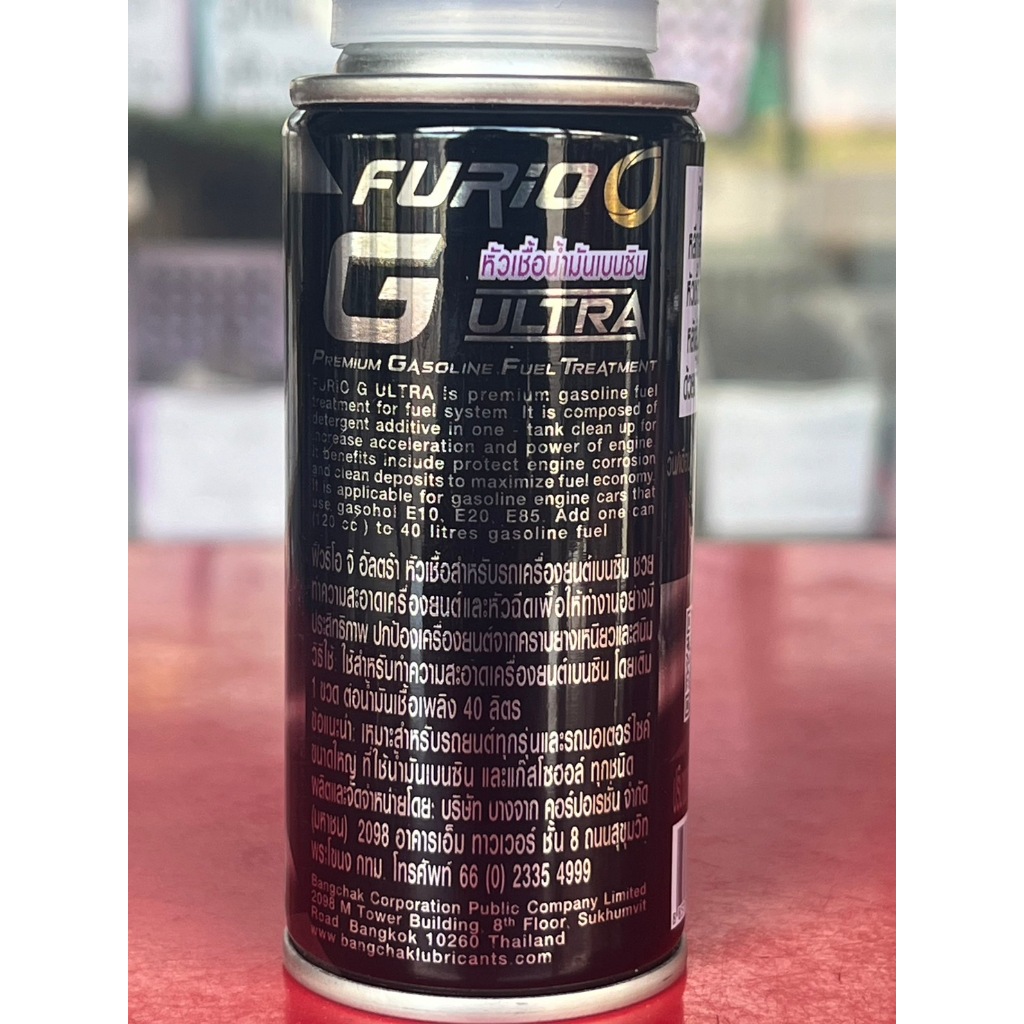 FURiO
G
หัวเชื้อน้ำมันเบนซิน
ULTRA
PREMIUM GASOLINE FUEL TREATMENT
FURIO G ULTRA is premium gasoline fuel
treatment for fuel system. It is composed of
detergent additive in one - tank clean up for
increase acceleration and power of engine.
It benefits include protect engine corrosion
and clean deposits to maximize fuel economy.
It is applicable for gasoline engine cars that
use gasohol E10, E20, E85. Add one can
(120 cc ) to 40 litres gasoline fuel
ฟิวริโอ จี อัลตร้า หัวเชื้อสำหรับรถเครื่องยนต์เบนซิน ช่วย
ทำความสะอาดเครื่องยนต์และหัวฉีดเพื่อให้ทำงานอย่างมี
ประสิทธิภาพ ปกป้องเครื่องยนต์จากคราบยางเหนียวและสนิม
วิธีใช้ ใช้สำหรับทำความสะอาดเครื่องยนต์เบนซิน โดยเติม
1 ขวด ต่อน้ำมันเชื้อเพลิง 40 ลิตร
ข้อแนะนำ: เหมาะสำหรับรถยนต์ทุกรุ่นและรถมอเตอร์ไซค์
ขนาดใหญ่ ที่ใช้น้ำมันเบนซิน และแก๊สโซฮอล์ ทุกชนิด
ผลิตและจัดจำหน่ายโดย: บริษัท บางจาก คอร์ปอเรชั่น จำกัด
(มหาชน) 2098 อาคารเอ็ม ทาวเวอร์ ชั้น 8 ถนนสุขุมวิท
พระโขนง กทม. โทรศัพท์ 66 (0) 2335 4999
Bangchak Corporation Public Company Limited
2098 M Tower Building, 8th Floor, Sukhumvit
Road, Bangkok 10260 Thailand
www.bangchaklubricants.com